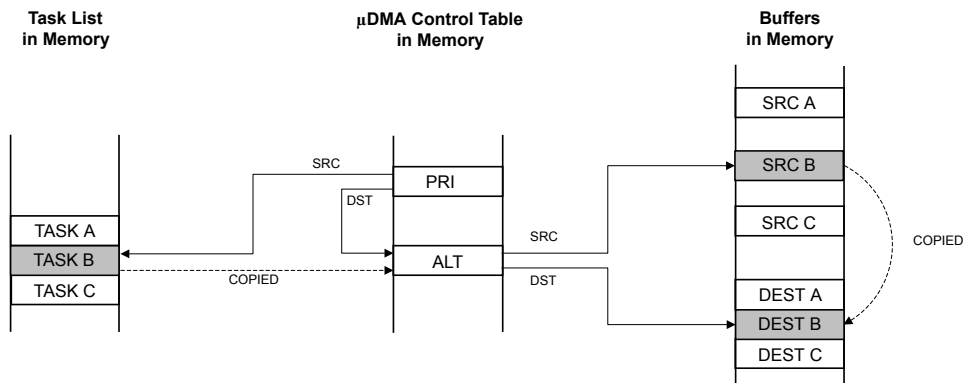 Task List
in Memory
µDMA Control Table
in Memory
Buffers
in Memory
SRC A
SRC
SRC B
PRI
DST
SRC C
TASK A
SRC
COPIED
TASK B
ALT
COPIED
DST
TASK C
DEST A
DEST B
DEST C